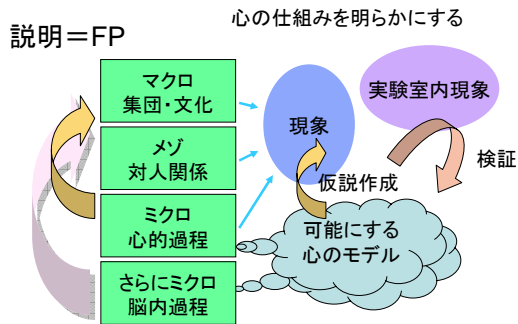 心の仕組みを明らかにする
説明＝FP
マクロ
集団・文化
メゾ
対人関係
ミクロ
心的過程
さらにミクロ
脳内過程
現象
実験室内現象
仮説作成
検証
可能にする
心のモデル